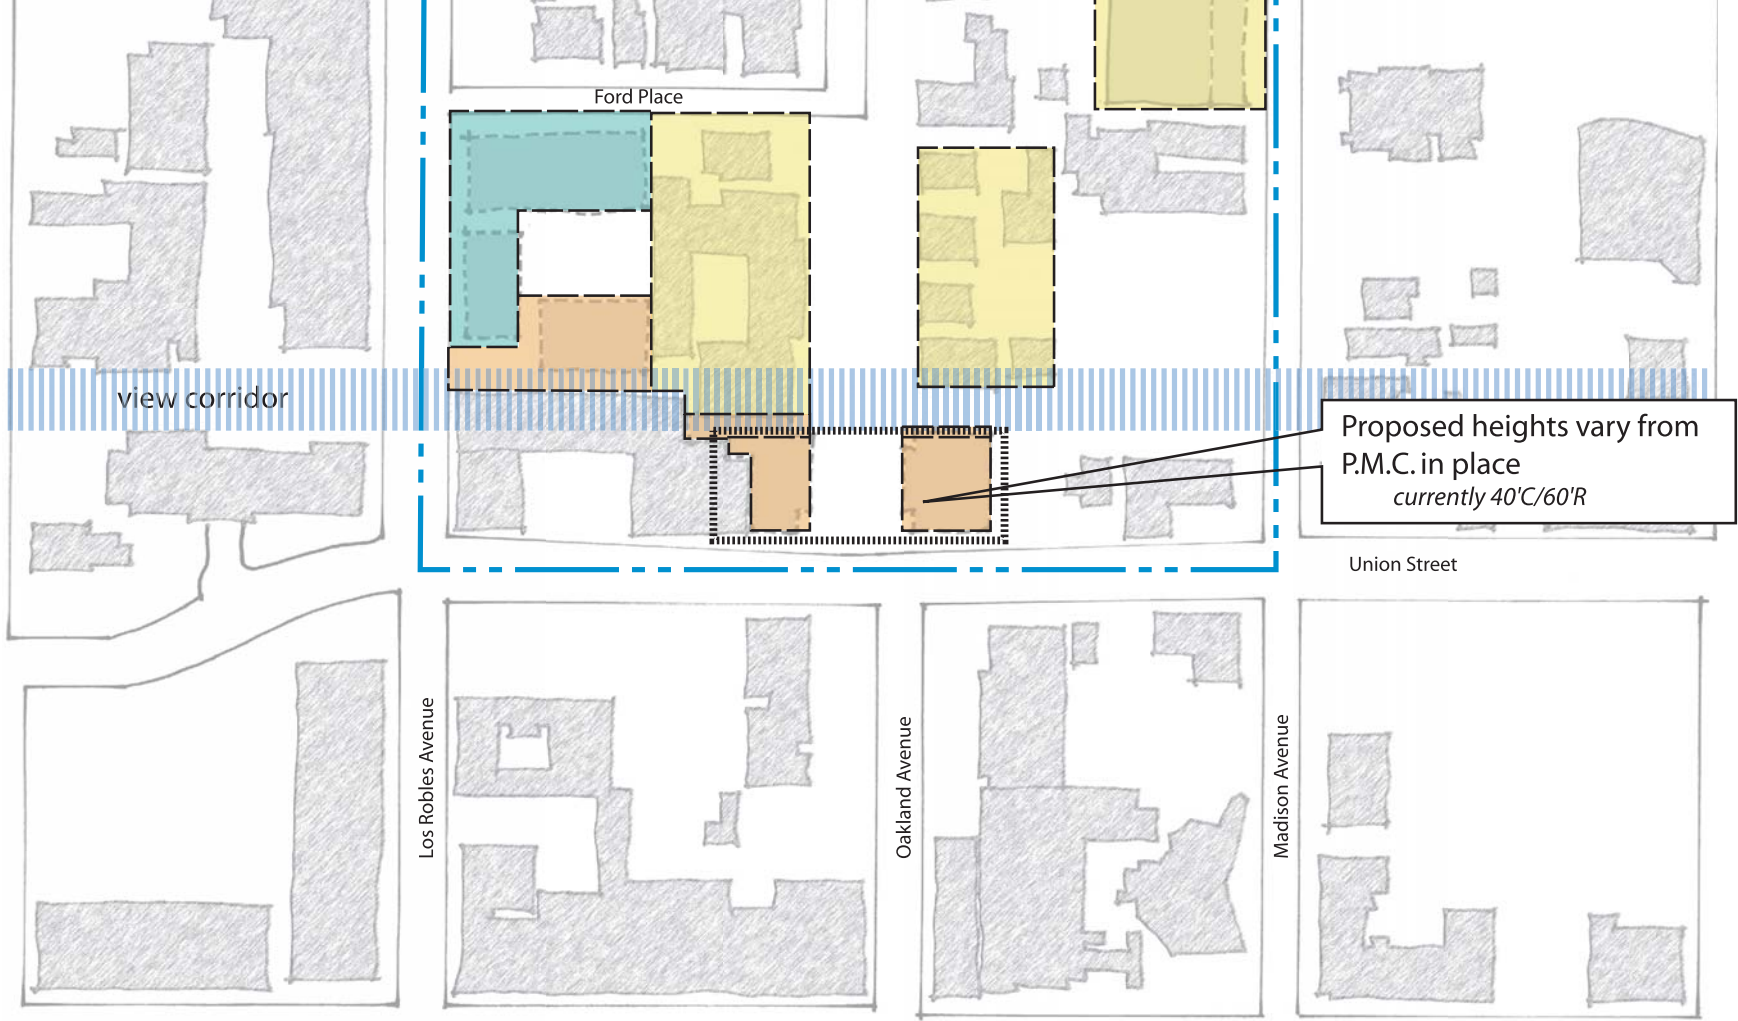 Ford Place
view corridor
Proposed heights vary from
P.M.C. in place
currently 40'C/60'R
Union Street
Los Robles Avenue
Oakland Avenue
Madison Avenue